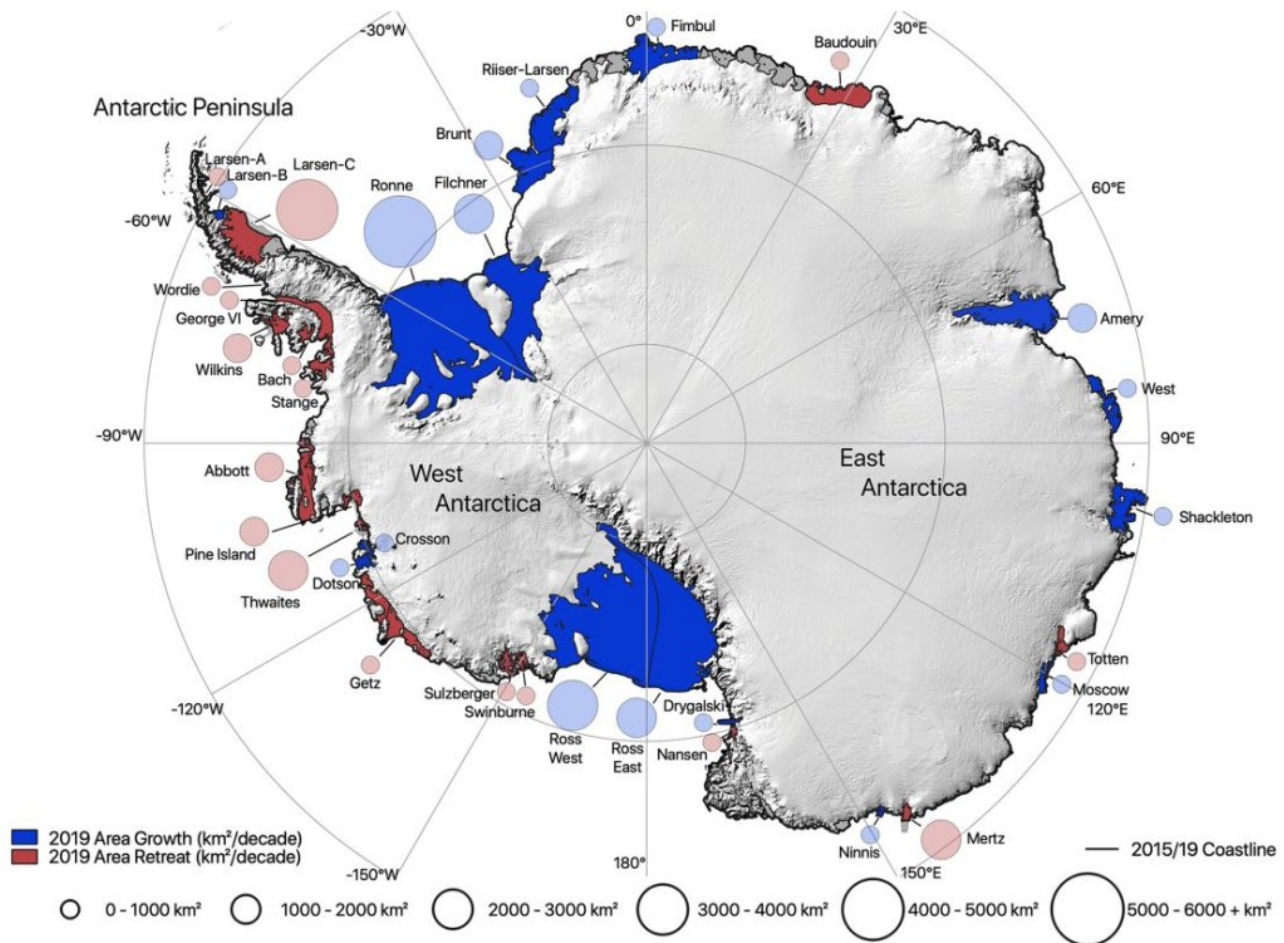 0°
Fimbul
30°E
-30°W
Baudouin
Riiser-Larsen
Antarctic Peninsula
Brunt
Larsen-A
Larsen-C
Larsen-B
Ronne
Filchner
60°E
-60°W
Wordie
George VI
Amery
Wilkins
Bach
Stange
West
-90°W
90°E
Abbott
West
Antarctica
East
Antarctica
Shackleton
Crosson
Pine Island
Dotson
Thwaites
Totten
Getz
Sulzberger
Swinburne
Moscow
-120°W
Drygalski
120°E
Ross
West
Ross
East
Nansen
2019 Area Growth (km²/decade)
2019 Area Retreat (km²/decade)
Ninnis
Mertz
2015/19 Coastline
-150°W
180°
150°E
0 - 1000 km²
1000 - 2000 km²
2000 - 3000 km²
3000 - 4000 km²
4000 - 5000 km²
5000 - 6000 + km²